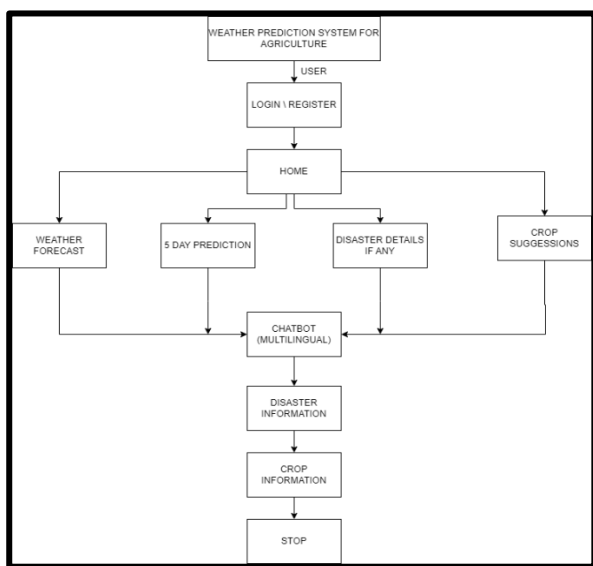 WEATHER PREDICTION SYSTEM FOR
AGRICULTURE
USER
LOGIN \ REGISTER
HOME
WEATHER
FORECAST
5 DAY PREDICTION
DISASTER DETAILS
IF ANY
CROP
SUGGESSIONS
CHATBOT
(MULTILINGUAL)
DISASTER
INFORMATION
CROP
INFORMATION
STOP